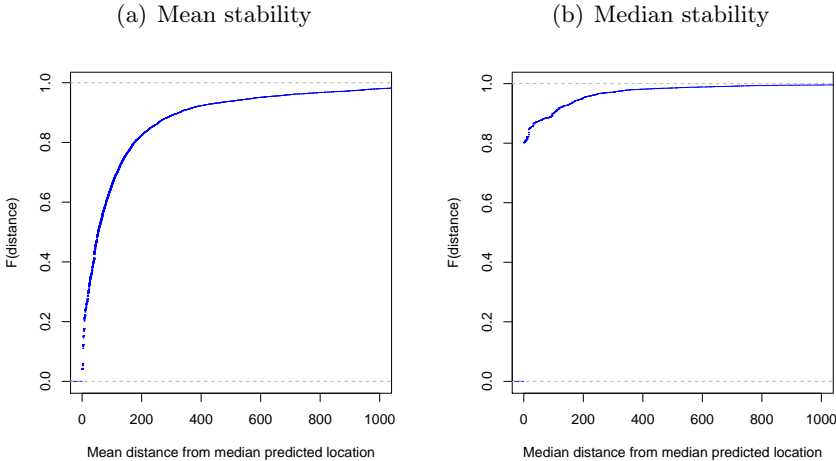 (a) Mean stability
(b) Median stability
F(distance)
1.0
0.8
0.6
0.4
0.2
0.0
0 200 400 600 800 1000
Mean distance from median predicted location
F(distance)
1.0
0.8
0.6
0.4
0.2
0.0
0 200 400 600 800 1000
Median distance from median predicted location